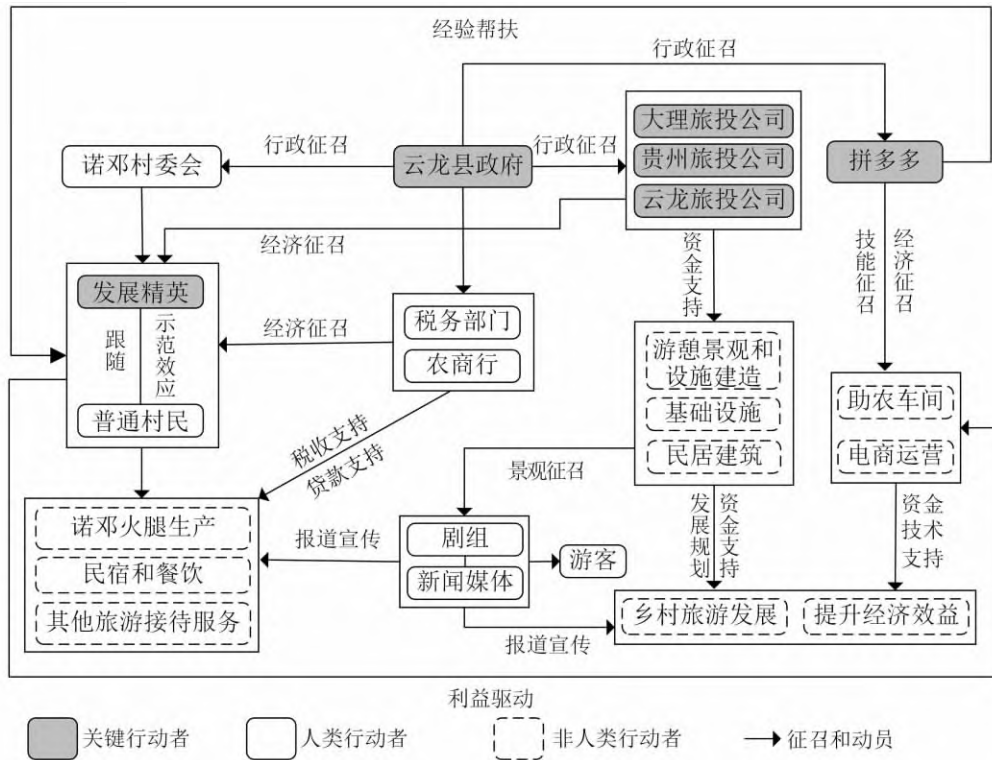 经验帮扶
行政征召
大理旅投公司
诺邓村委会
行政征召
云龙县政府
行政征召
贵州旅投公司
拼多多
云龙旅投公司
经济征召
资金支持
技能征召
经济征召
发展精英
跟随
示范效应
普通村民
经济征召
税务部门
农商行
游憩景观和
设施建造
基础设施
民居建筑
助农车间
电商运营
税收支持
贷款支持
景观征召
诺邓火腿生产
民宿和餐饮
其他旅游接待服务
报道宣传
剧组
新闻媒体
游客
发展规划
资金支持
资金
技术
支持
乡村旅游发展
提升经济效益
报道宣传
利益驱动
关键行动者
人类行动者
非人类行动者
征召和动员